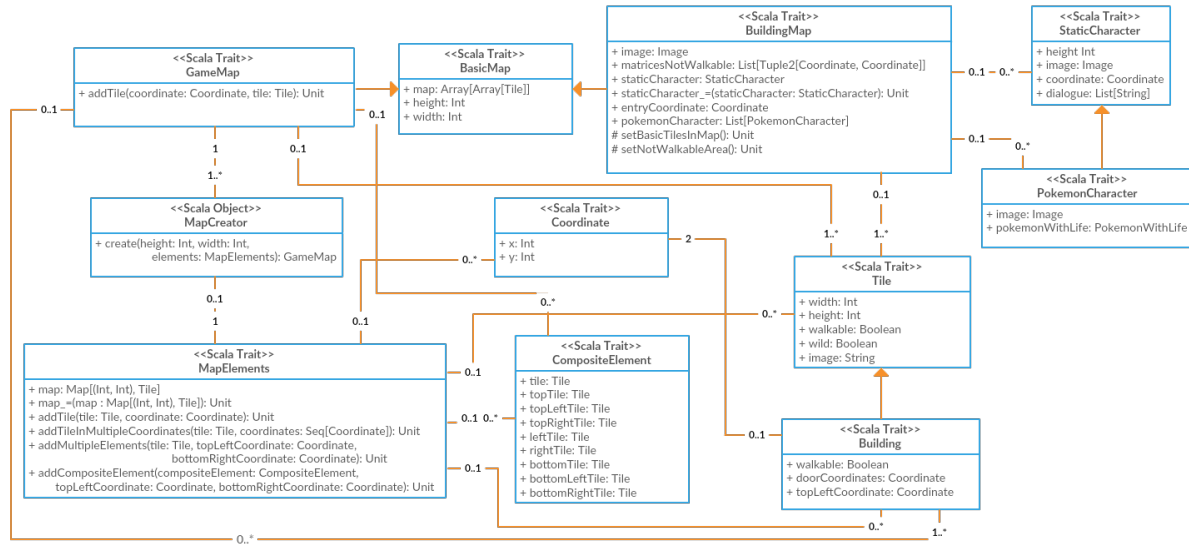 <<Scala Trait>>
GameMap
+ addTile(coordinate: Coordinate, tile: Tile): Unit
<<Scala Trait>>
BasicMap
+ map: Array[Array[Tile]]
+ height: Int
+ width: Int
<<Scala Trait>>
BuildingMap
+ image: Image
+ matricesNotWalkable: List[Tuple2[Coordinate, Coordinate]]
+ staticCharacter: StaticCharacter
+ staticCharacter_=(staticCharacter: StaticCharacter): Unit
+ entryCoordinate: Coordinate
+ pokemonCharacter: List[PokemonCharacter]
# setBasicTilesInMap(): Unit
# setNotWalkableArea(): Unit
<<Scala Trait>>
StaticCharacter
+ height Int
+ image: Image
+ coordinate: Coordinate
+ dialogue: List[String]
0..1
0..*
0..1
0..*
0..1
0..1
0..1
1
1..*
0..1
1..*
1..*
<<Scala Trait>>
PokemonCharacter
+ image: Image
+ pokemonWithLife: PokemonWithLife
<<Scala Object>>
MapCreator
+ create(height: Int, width: Int,
elements: MapElements): GameMap
<<Scala Trait>>
Coordinate
+ x: Int
+ y: Int
2
0..*
<<Scala Trait>>
Tile
+ width: Int
+ height: Int
+ walkable: Boolean
+ wild: Boolean
+ image: String
0..1
1
0..1
0..*
0..*
<<Scala Trait>>
MapElements
+ map: Map[(Int, Int), Tile]
+ map_=(map : Map[(Int, Int), Tile]): Unit
+ addTile(tile: Tile, coordinate: Coordinate): Unit
+ addTileInMultipleCoordinates(tile: Tile, coordinates: Seq[Coordinate]): Unit
+ addMultipleElements(tile: Tile, topLeftCoordinate: Coordinate,
bottomRightCoordinate: Coordinate): Unit
+ addCompositeElement(compositeElement: CompositeElement,
topLeftCoordinate: Coordinate, bottomRightCoordinate: Coordinate): Unit
0..1
0..1
0..*
0..1
<<Scala Trait>>
CompositeElement
+ tile: Tile
+ topTile: Tile
+ topLeftTile: Tile
+ topRightTile: Tile
+ leftTile: Tile
+ rightTile: Tile
+ bottomTile: Tile
+ bottomLeftTile: Tile
+ bottomRightTile: Tile
0..1
<<Scala Trait>>
Building
+ walkable: Boolean
+ doorCoordinates: Coordinate
+ topLeftCoordinate: Coordinate
0..*
1..*
0..*